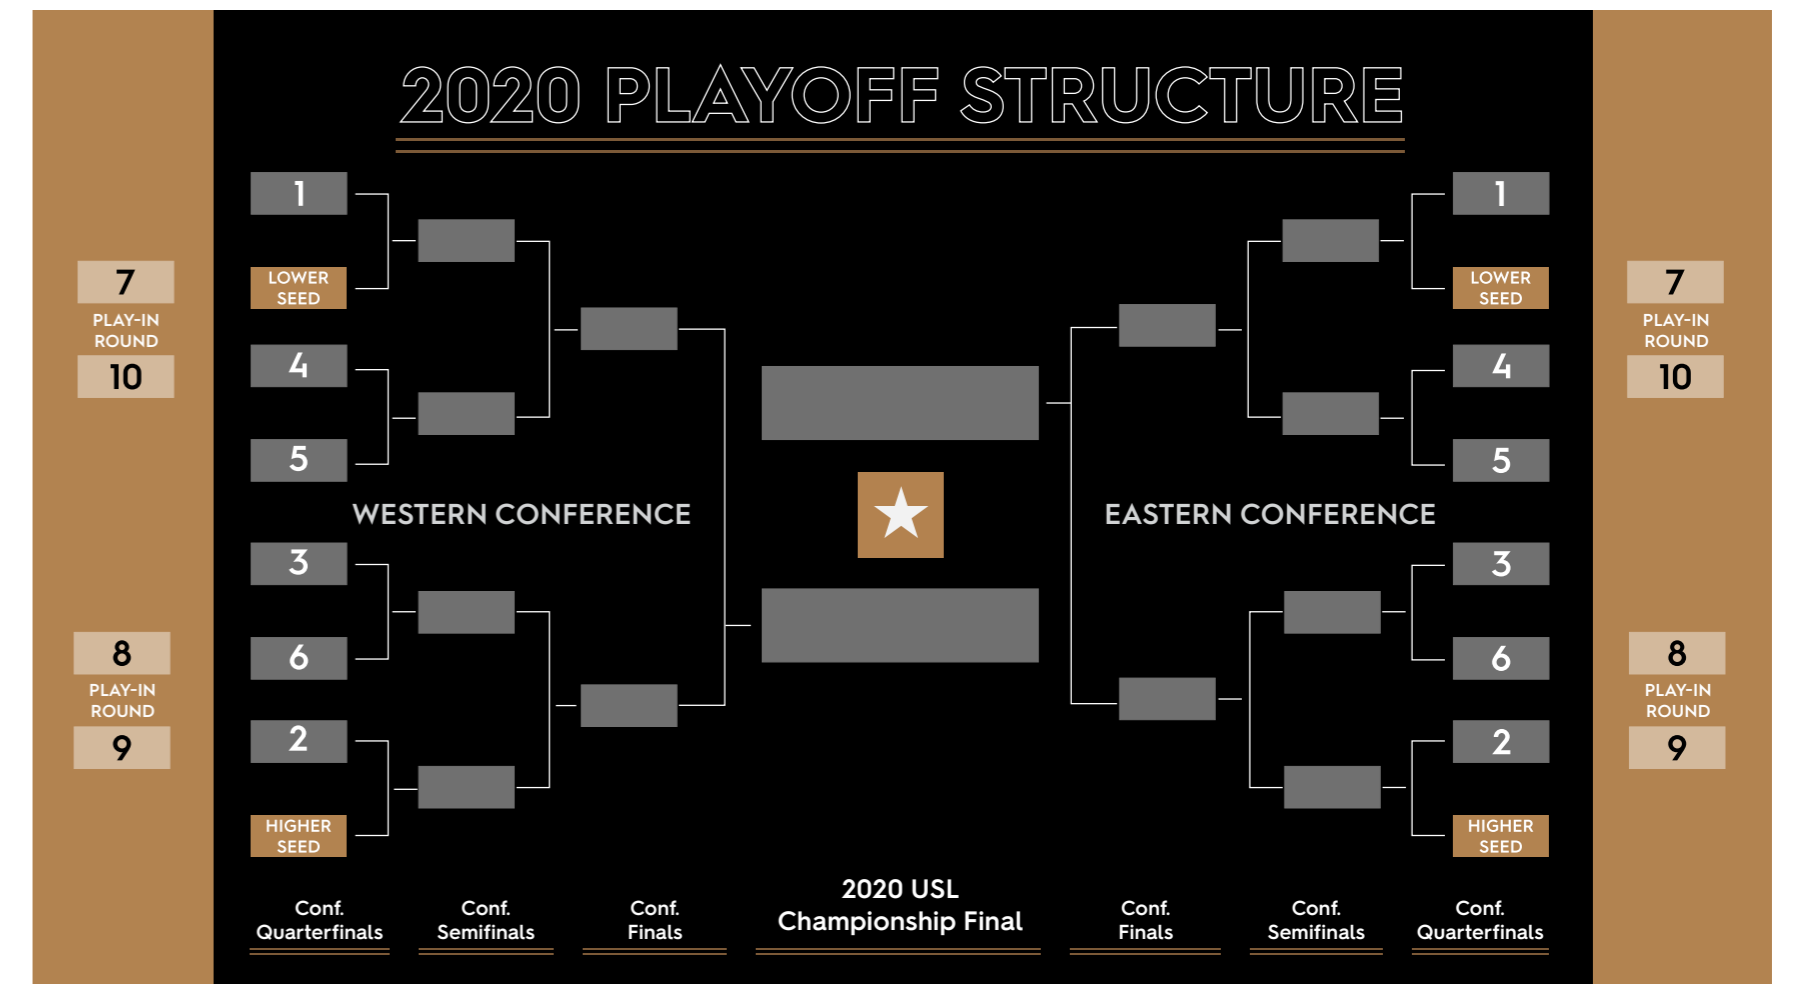 2020 PLAYOFF STRUCTURE
7
PLAY-IN
ROUND
10
8
PLAY-IN
ROUND
9
1
LOWER
SEED
4
5
WESTERN CONFERENCE
3
6
2
HIGHER
SEED
1
LOWER
SEED
4
5
EASTERN CONFERENCE
3
6
2
HIGHER
SEED
7
PLAY-IN
ROUND
10
8
PLAY-IN
ROUND
9
Conf.
Quarterfinals
Conf.
Semifinals
Conf.
Finals
2020 USL
Championship Final
Conf.
Finals
Conf.
Semifinals
Conf.
Quarterfinals